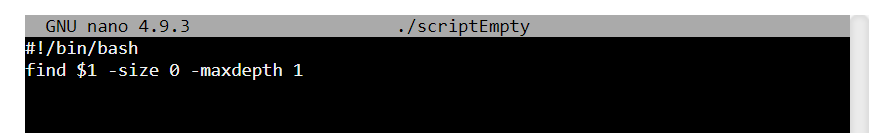 GNU nano 4.9.3 ./scriptEmpty
#!/bin/bash
find $1 -size 0 -maxdepth 1